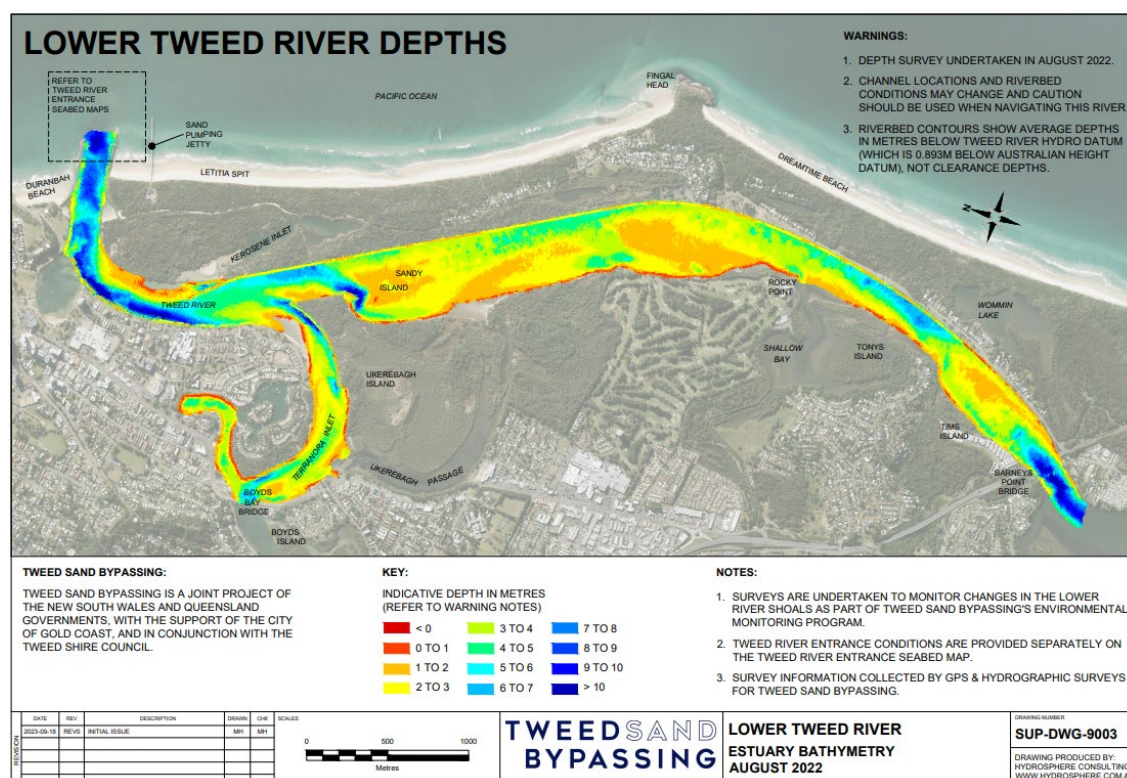 LOWER TWEED RIVER DEPTHS
WARNINGS:
1. DEPTH SURVEY UNDERTAKEN IN AUGUST 2022.
2. CHANNEL LOCATIONS AND RIVERBED
CONDITIONS MAY CHANGE AND CAUTION
SHOULD BE USED WHEN NAVIGATING THIS RIVER
3. RIVERBED CONTOURS SHOW AVERAGE DEPTHS
IN METRES BELOW TWEED RIVER HYDRO DATUM
(WHICH IS 0.893M BELOW AUSTRALIAN HEIGHT
DATUM), NOT CLEARANCE DEPTHS.
REFER TO
TWEED RIVER
ENTRANCE
SEABED MAPS
PACIFIC OCEAN
FINGAL
HEAD
SAND
PUMPING
JETTY
DURANBAH
BEACH
LETITIA SPIT
DREAMTIME BEACH
N
KEROSENE INLET
TWEED RIVER
SANDY
ISLAND
ROCKY
POINT
WOMMIN
LAKE
SHALLOW
BAY
TONYS
ISLAND
UKEREBAGH
ISLAND
TERRANORA INLET
TIMS
ISLAND
UKEREBAGH PASSAGE
BARNEYS
POINT
BRIDGE
BOYDS
BAY
BRIDGE
BOYDS
ISLAND
TWEED SAND BYPASSING:
TWEED SAND BYPASSING IS A JOINT PROJECT OF
THE NEW SOUTH WALES AND QUEENSLAND
GOVERNMENTS, WITH THE SUPPORT OF THE CITY
OF GOLD COAST, AND IN CONJUNCTION WITH THE
TWEED SHIRE COUNCIL.
KEY:
INDICATIVE DEPTH IN METRES
(REFER TO WARNING NOTES)
< 0
0 TO 1
1 TO 2
2 TO 3
3 TO 4
4 TO 5
5 TO 6
6 TO 7
7 TO 8
8 TO 9
9 TO 10
> 10
NOTES:
1. SURVEYS ARE UNDERTAKEN TO MONITOR CHANGES IN THE LOWER
RIVER SHOALS AS PART OF TWEED SAND BYPASSING'S ENVIRONMENTAL
MONITORING PROGRAM.
2. TWEED RIVER ENTRANCE CONDITIONS ARE PROVIDED SEPARATELY ON
THE TWEED RIVER ENTRANCE SEABED MAP.
3. SURVEY INFORMATION COLLECTED BY GPS & HYDROGRAPHIC SURVEYS
FOR TWEED SAND BYPASSING.
REVISION
DATE REV DESCRIPTION DRAWN CHK
2023-09-18 REV0 INITIAL ISSUE MH MH
SCALES
0 500 1000
Metres
TWEED SAND
BYPASSING
LOWER TWEED RIVER
ESTUARY BATHYMETRY
AUGUST 2022
DRAWING NUMBER
SUP-DWG-9003
DRAWING PRODUCED BY:
HYDROSPHERE CONSULTING
WWW.HYDROSPHERE.COM.A